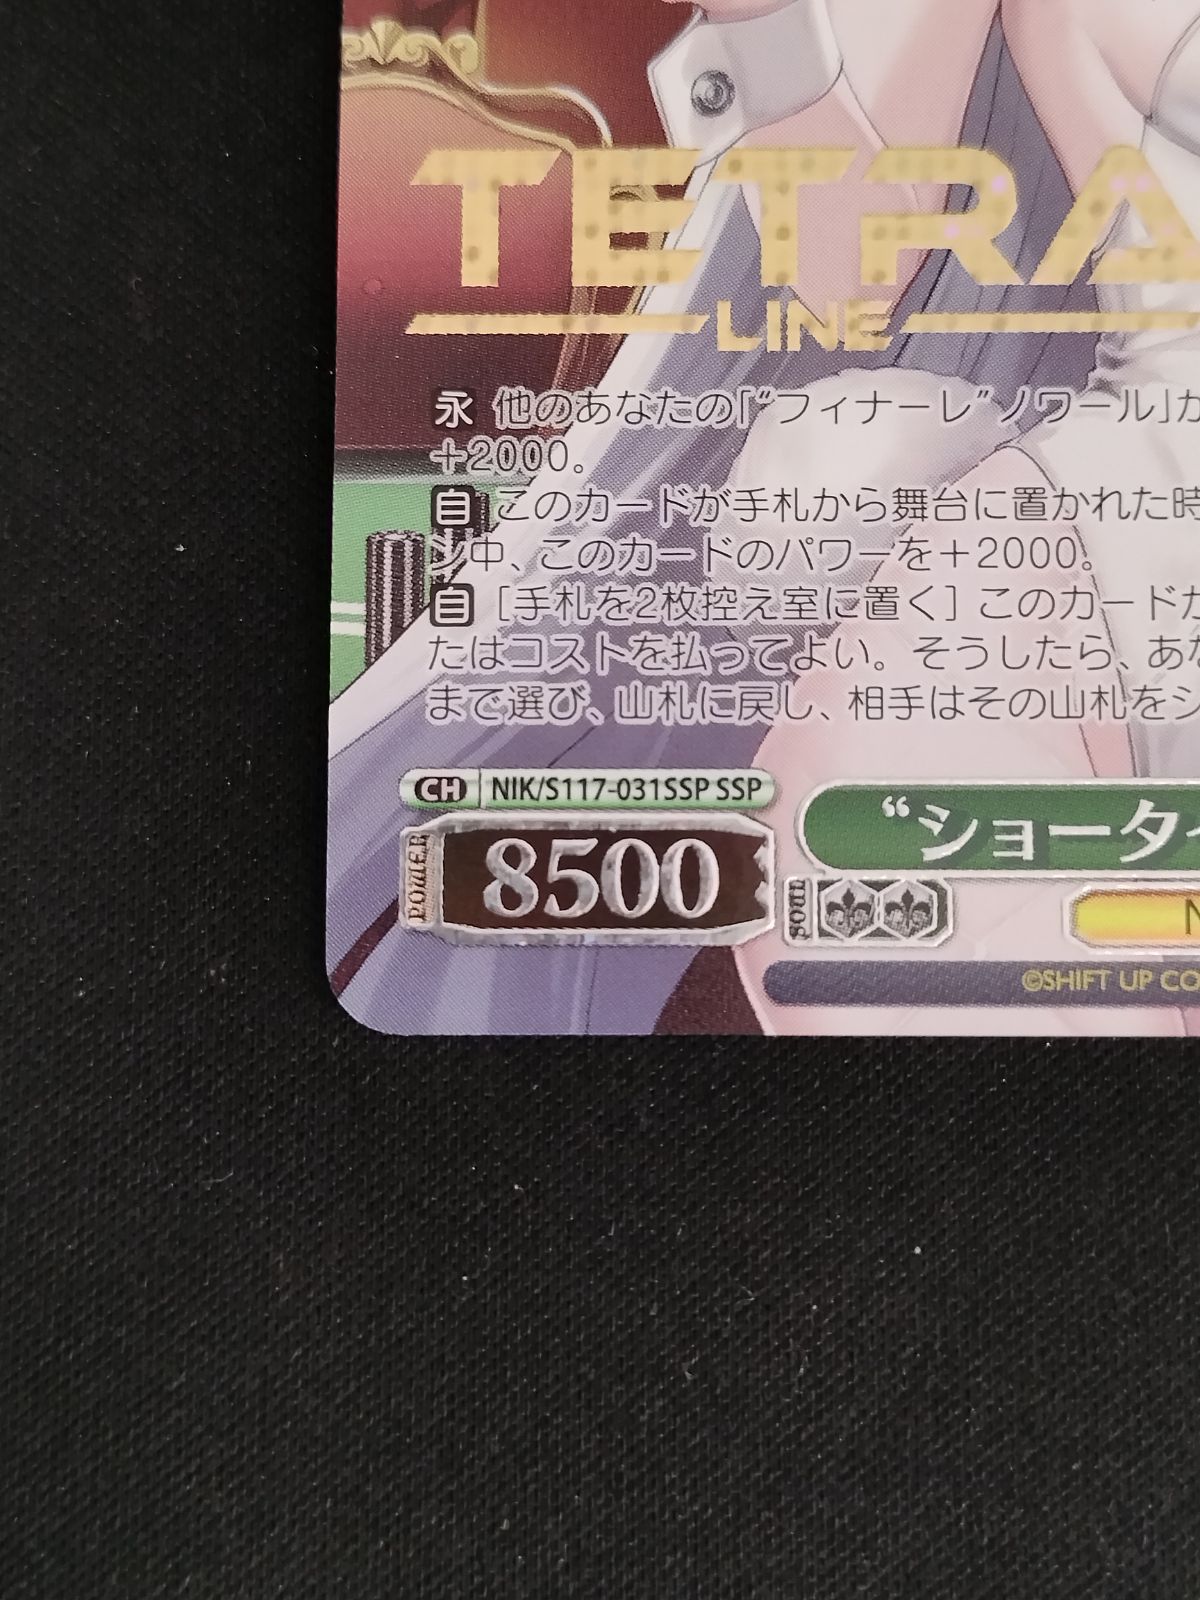 TETRA
LINE
永 他のあなたの｢“フィナーレ”ノワール｣が
+2000。
自 このカードが手札から舞台に置かれた時
ン中、このカードのパワーを+2000。
自 [手札を2枚控え室に置く] このカードが
たはコストを払ってよい。そうしたら、あな
まで選び、山札に戻し、相手はその山札をシ
CH NIK/S117-031SSP SSP
POWER 8500
“ショータイ
SOUL
N
©SHIFT UP CO